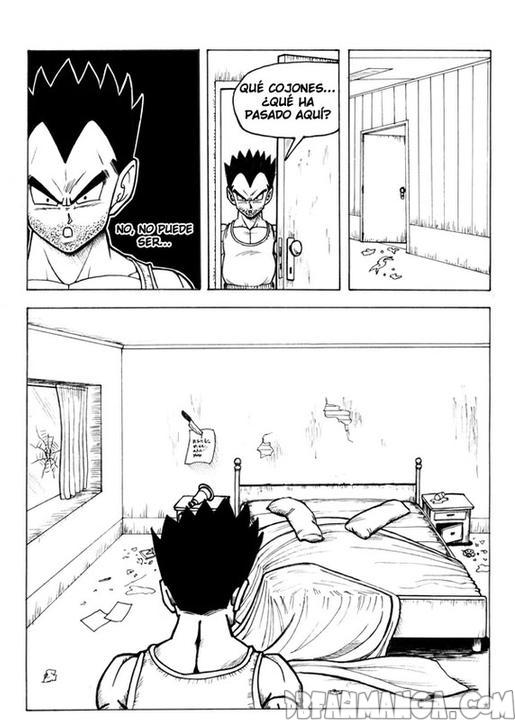 NO, NO PUEDE
SER...
QUÉ COJONES...
¿QUÉ HA
PASADO AQUÍ?
DBFANMANGA.COM